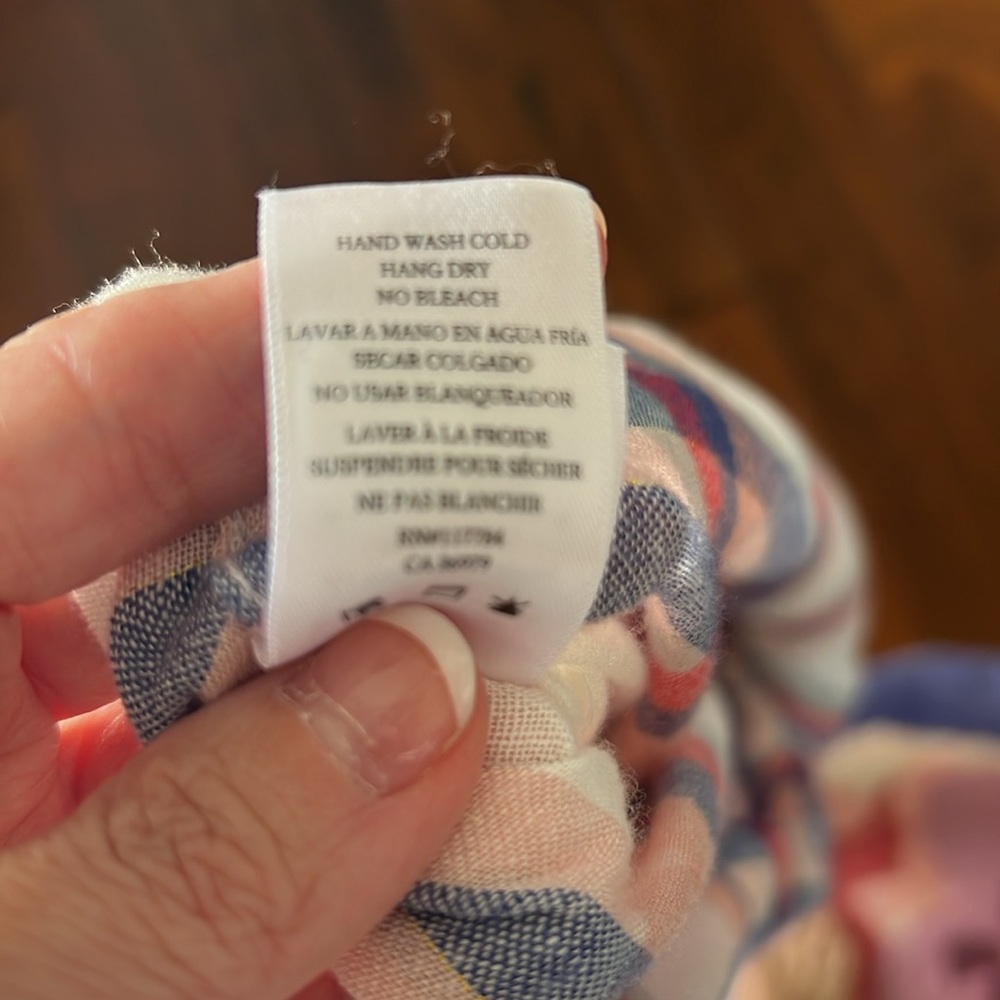 HAND WASH COLD
HANG DRY
NO BLEACH
LAVAR A MANO EN AGUA FRÍA
SECAR COLGADO
NO USAR BLANQUEADOR
LAVER À LA FROIDE
SUSPENDRE POUR SÉCHER
NE PAS BLANCHIR
CA